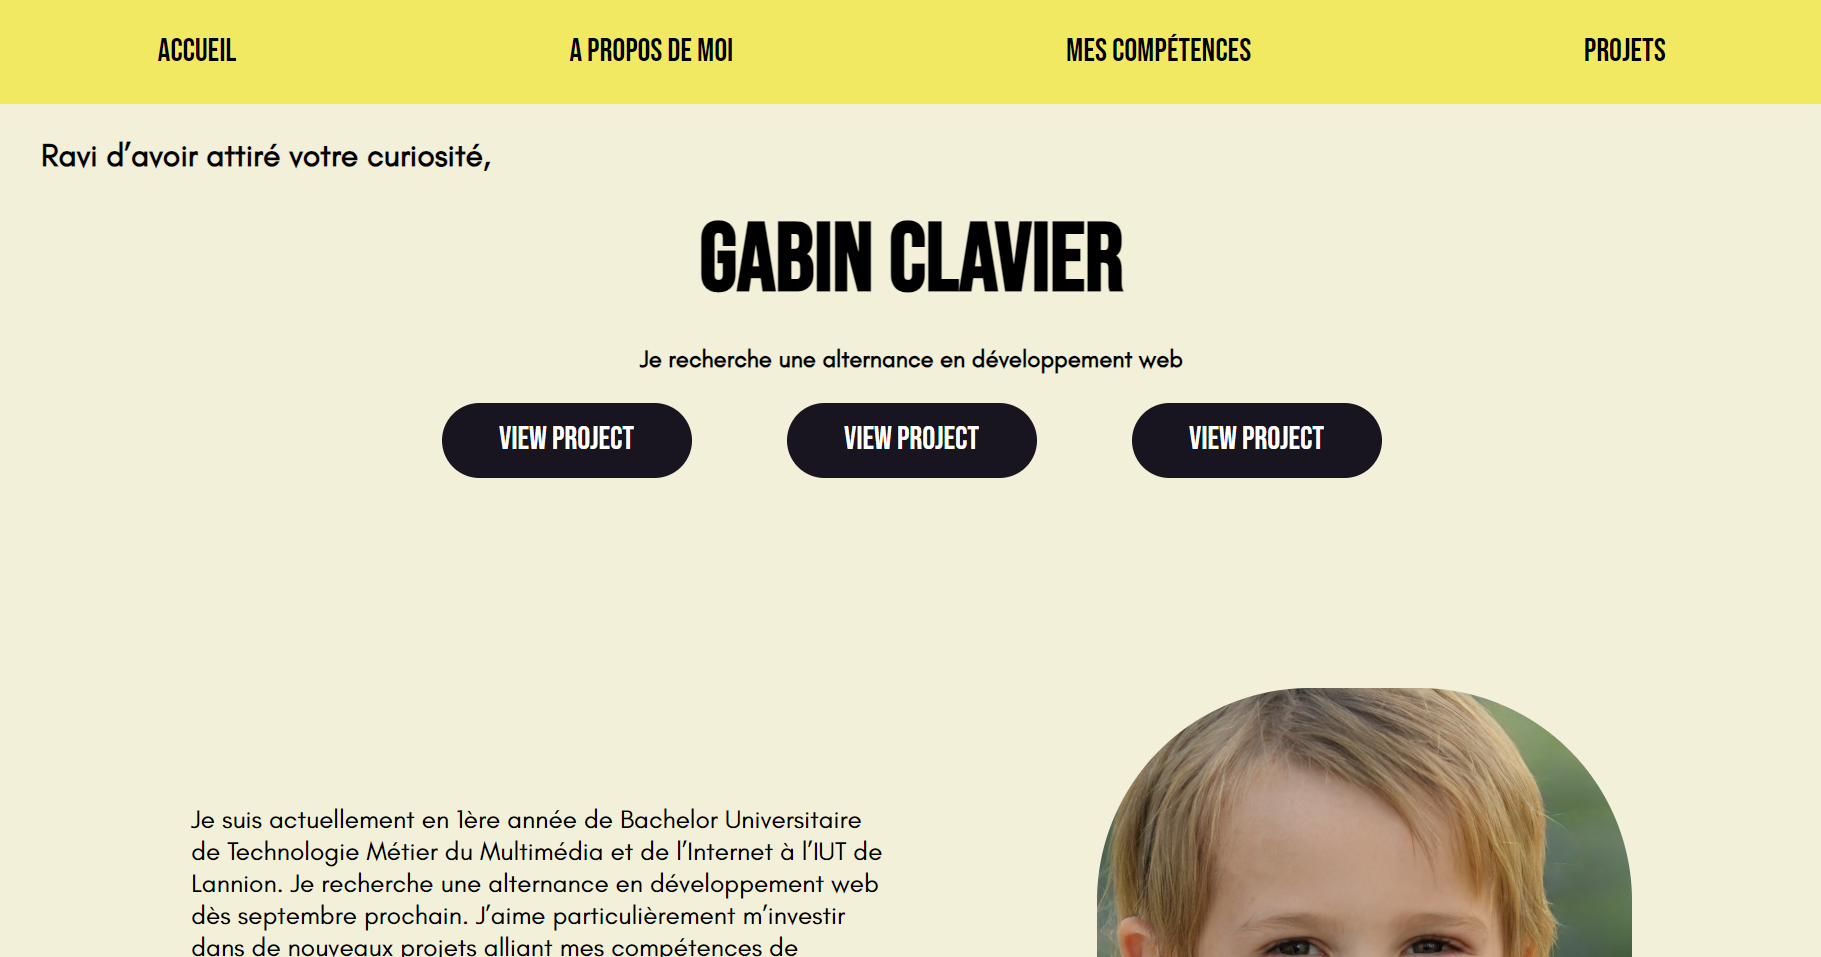 ACCUEIL A PROPOS DE MOI MES COMPÉTENCES PROJETS
Ravi d’avoir attiré votre curiosité,
GABIN CLAVIER
Je recherche une alternance en développement web
VIEW PROJECT VIEW PROJECT VIEW PROJECT
Je suis actuellement en 1ère année de Bachelor Universitaire
de Technologie Métier du Multimédia et de l’Internet à l’IUT de
Lannion. Je recherche une alternance en développement web
dès septembre prochain. J’aime particulièrement m’investir
dans de nouveaux projets alliant mes compétences de